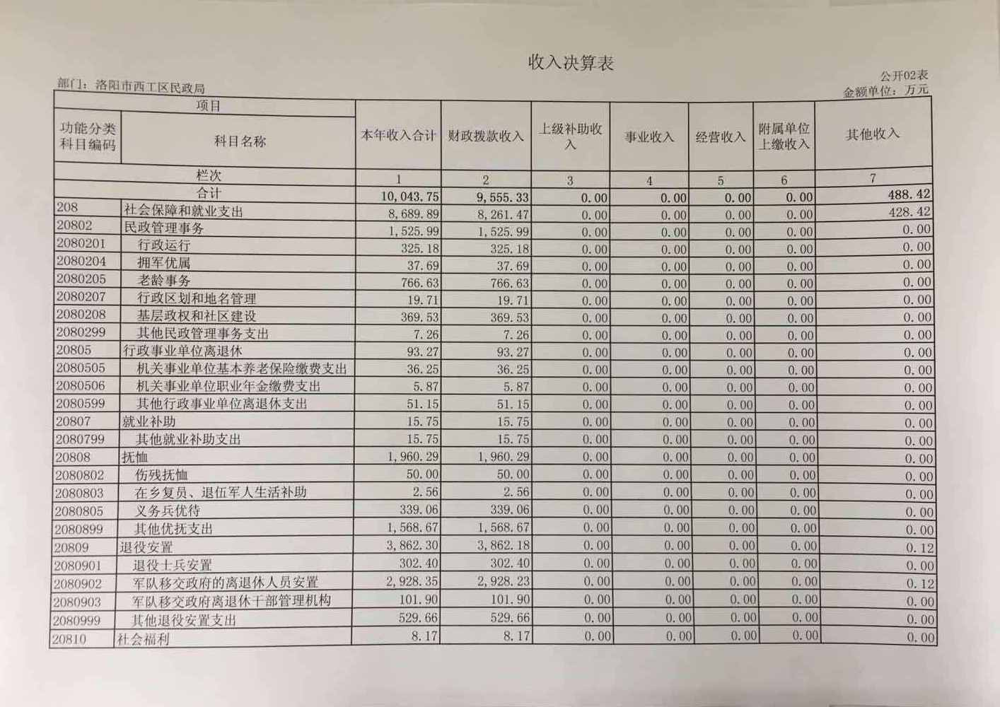 收入决算表
公开02表
部门：洛阳市西工区民政局 金额单位：万元
项目 本年收入合计 财政拨款收入 上级补助收入 事业收入 经营收入 附属单位上缴收入 其他收入
功能分类科目编码 科目名称
栏次 1 2 3 4 5 6 7
合计 10,043.75 9,555.33 0.00 0.00 0.00 0.00 488.42
208 社会保障和就业支出 8,689.89 8,261.47 0.00 0.00 0.00 0.00 428.42
20802 民政管理事务 1,525.99 1,525.99 0.00 0.00 0.00 0.00 0.00
2080201 行政运行 325.18 325.18 0.00 0.00 0.00 0.00 0.00
2080204 拥军优属 37.69 37.69 0.00 0.00 0.00 0.00 0.00
2080205 老龄事务 766.63 766.63 0.00 0.00 0.00 0.00 0.00
2080207 行政区划和地名管理 19.71 19.71 0.00 0.00 0.00 0.00 0.00
2080208 基层政权和社区建设 369.53 369.53 0.00 0.00 0.00 0.00 0.00
2080299 其他民政管理事务支出 7.26 7.26 0.00 0.00 0.00 0.00 0.00
20805 行政事业单位离退休 93.27 93.27 0.00 0.00 0.00 0.00 0.00
2080505 机关事业单位基本养老保险缴费支出 36.25 36.25 0.00 0.00 0.00 0.00 0.00
2080506 机关事业单位职业年金缴费支出 5.87 5.87 0.00 0.00 0.00 0.00 0.00
2080599 其他行政事业单位离退休支出 51.15 51.15 0.00 0.00 0.00 0.00 0.00
20807 就业补助 15.75 15.75 0.00 0.00 0.00 0.00 0.00
2080799 其他就业补助支出 15.75 15.75 0.00 0.00 0.00 0.00 0.00
20808 抚恤 1,960.29 1,960.29 0.00 0.00 0.00 0.00 0.00
2080802 伤残抚恤 50.00 50.00 0.00 0.00 0.00 0.00 0.00
2080803 在乡复员、退伍军人生活补助 2.56 2.56 0.00 0.00 0.00 0.00 0.00
2080805 义务兵优待 339.06 339.06 0.00 0.00 0.00 0.00 0.00
2080899 其他优抚支出 1,568.67 1,568.67 0.00 0.00 0.00 0.00 0.00
20809 退役安置 3,862.30 3,862.18 0.00 0.00 0.00 0.00 0.12
2080901 退役士兵安置 302.40 302.40 0.00 0.00 0.00 0.00 0.00
2080902 军队移交政府的离退休人员安置 2,928.35 2,928.23 0.00 0.00 0.00 0.00 0.12
2080903 军队移交政府离退休干部管理机构 101.90 101.90 0.00 0.00 0.00 0.00 0.00
2080999 其他退役安置支出 529.66 529.66 0.00 0.00 0.00 0.00 0.00
20810 社会福利 8.17 8.17 0.00 0.00 0.00 0.00 0.00